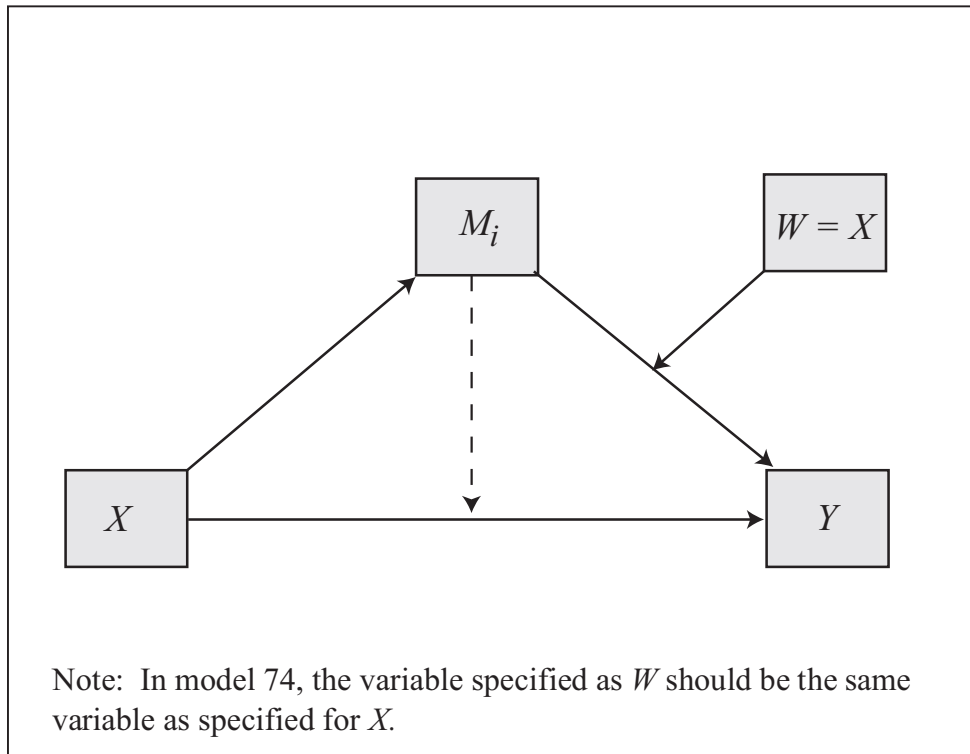 M_i
W = X
X
Y
Note: In model 74, the variable specified as W should be the same
variable as specified for X.